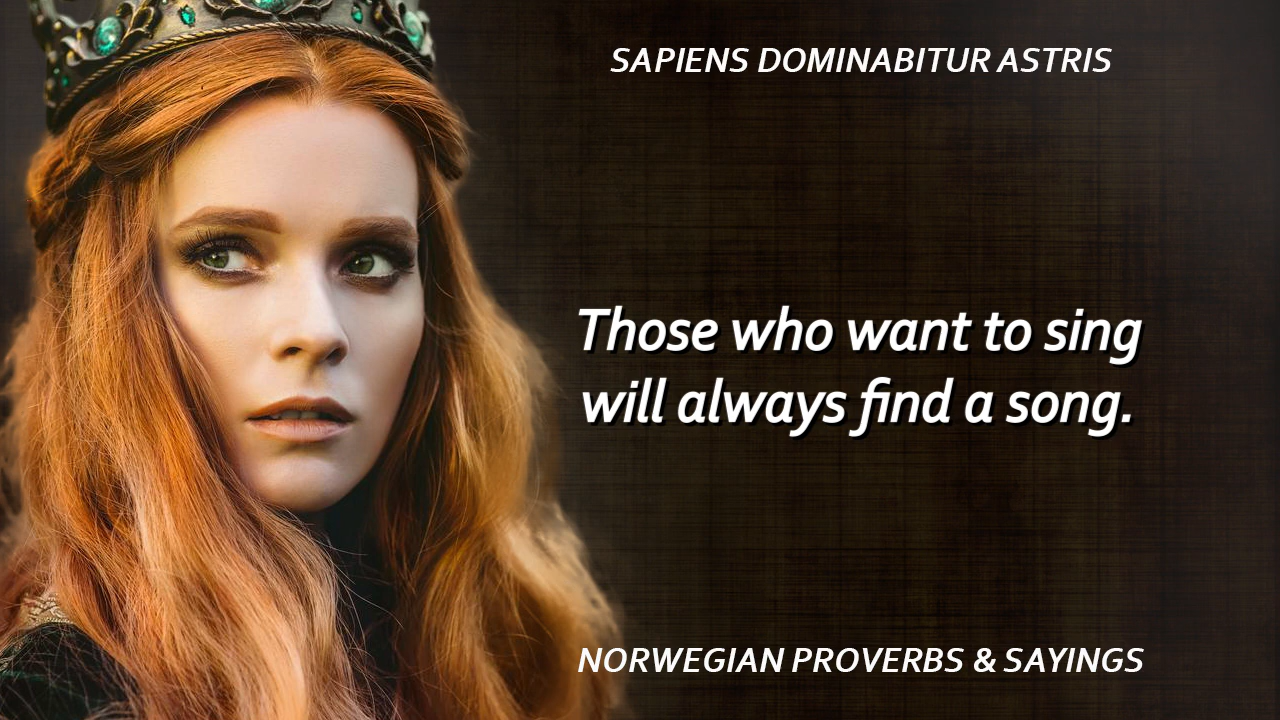 SAPIENS DOMINABITUR ASTRIS
Those who want to sing
will always find a song.
NORWEGIAN PROVERBS & SAYINGS